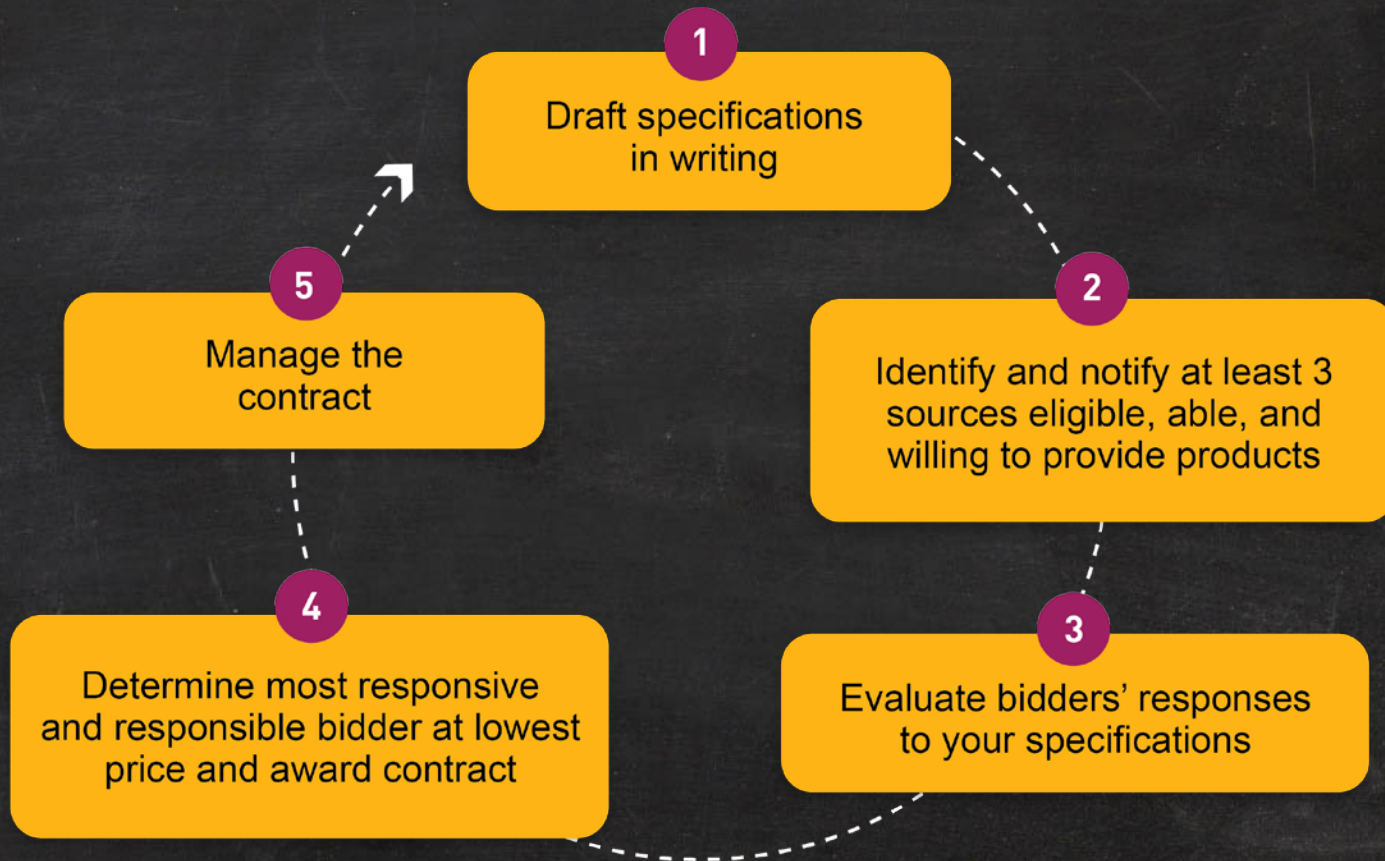 1
Draft specifications
in writing
2
Identify and notify at least 3
sources eligible, able, and
willing to provide products
3
Evaluate bidders’ responses
to your specifications
4
Determine most responsive
and responsible bidder at lowest
price and award contract
5
Manage the
contract